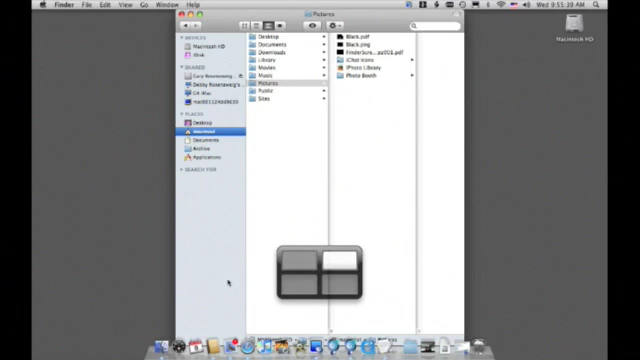 Finder File Edit View Go Window Help
Wed 9:55:39 AM
Pictures
DEVICES
Macintosh HD
iDisk
SHARED
PLACES
Desktop
Documents
Archive
Applications
SEARCH FOR
Desktop
Documents
Downloads
Library
Movies
Music
Pictures
Public
Sites
Black.pdf
Black.png
iChat Icons
iPhoto Library
Photo Booth
Macintosh HD